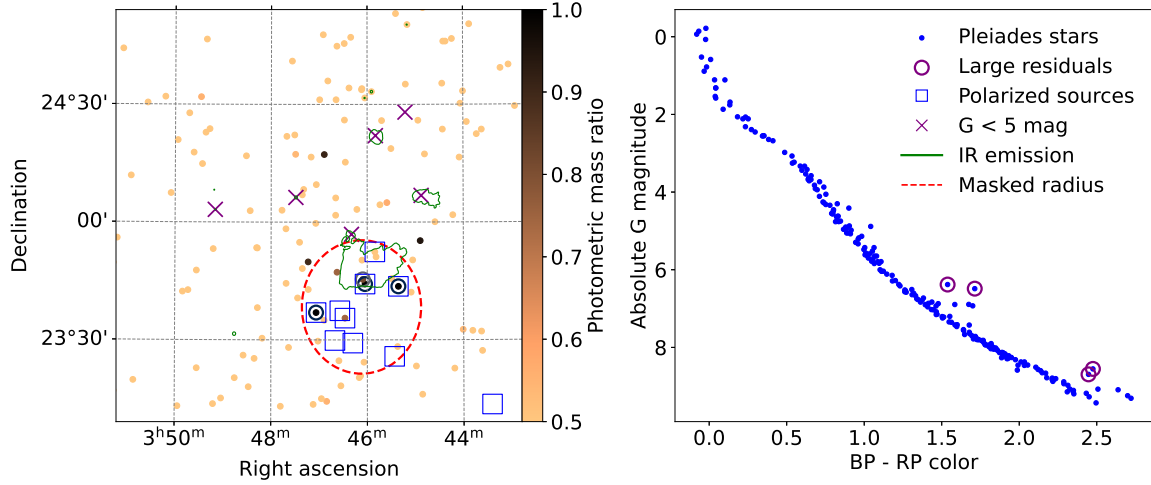 24°30'
00'
23°30'
3ʰ50ᵐ
48ᵐ
46ᵐ
44ᵐ
Right ascension
Declination
1.0
0.9
0.8
0.7
0.6
0.5
Photometric mass ratio
0
2
4
6
8
Absolute G magnitude
0.0
0.5
1.0
1.5
2.0
2.5
BP - RP color
Pleiades stars
Large residuals
Polarized sources
G < 5 mag
IR emission
Masked radius